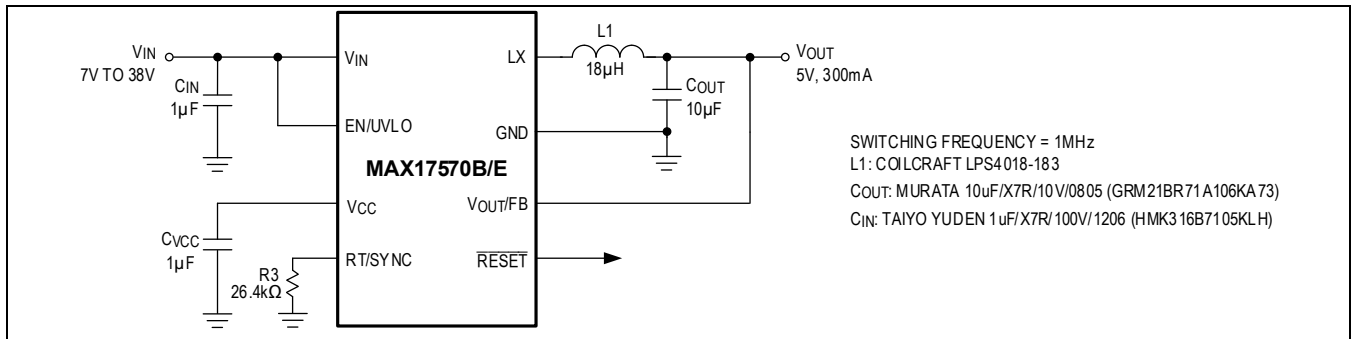 VIN
7V TO 38V
CIN
1µF
VIN
EN/UVLO
MAX17570B/E
VCC
RT/SYNC
CVCC
1µF
R3
26.4kΩ
LX
GND
VOUT/FB
RESET
L1
18µH
COUT
10µF
VOUT
5V, 300mA
SWITCHING FREQUENCY = 1MHz
L1: COILCRAFT LPS4018-183
COUT: MURATA 10uF/X7R/10V/0805 (GRM21BR71A106KA73)
CIN: TAIYO YUDEN 1uF/X7R/100V/1206 (HMK316B7105KLH)